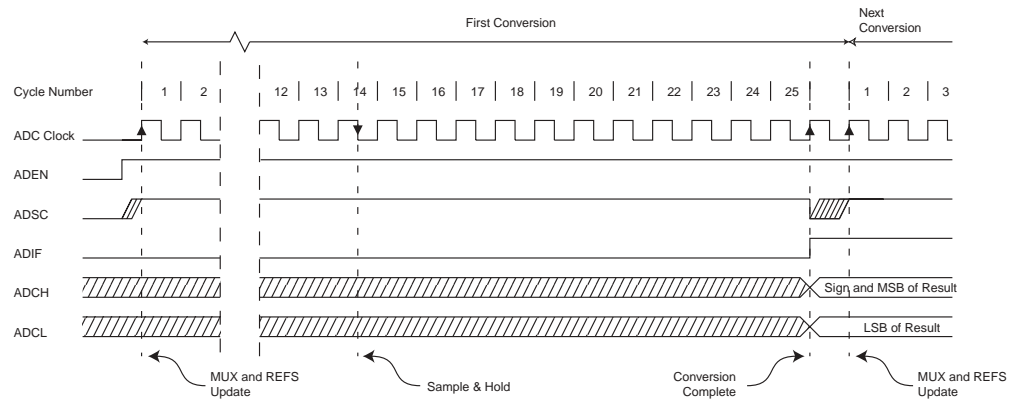 First Conversion
Next
Conversion
Cycle Number 1 2 12 13 14 15 16 17 18 19 20 21 22 23 24 25 1 2 3
ADC Clock
ADEN
ADSC
ADIF
ADCH Sign and MSB of Result
ADCL LSB of Result
MUX and REFS
Update
Sample & Hold
Conversion
Complete
MUX and REFS
Update